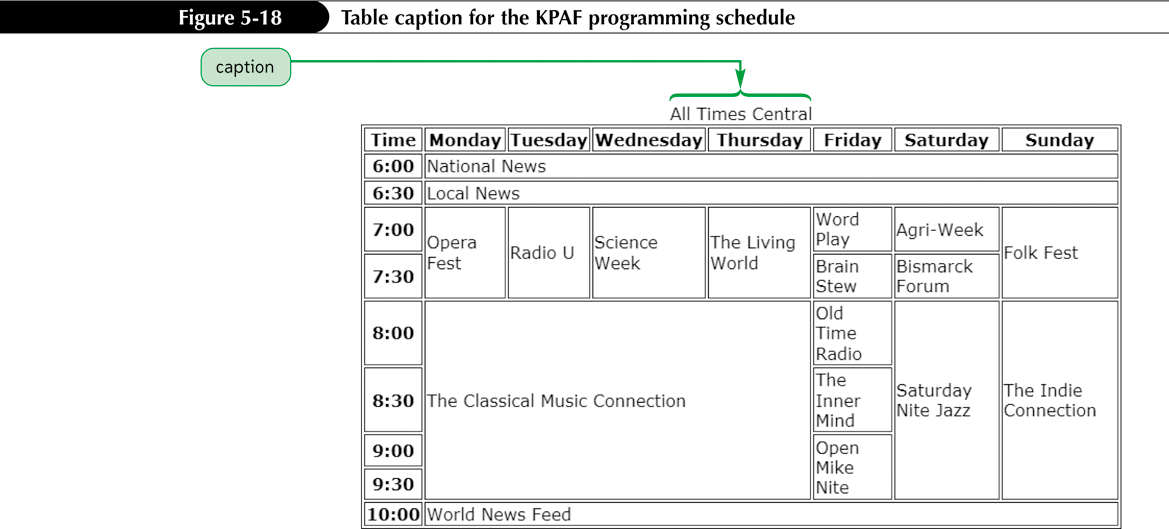 Figure 5-18 Table caption for the KPAF programming schedule
caption
All Times Central
Time Monday Tuesday Wednesday Thursday Friday Saturday Sunday
6:00 National News
6:30 Local News
7:00 Opera Fest Radio U Science Week The Living World Word Play Agri-Week Folk Fest
7:30 Brain Stew Bismarck Forum
8:00 The Classical Music Connection Old Time Radio Saturday Nite Jazz The Indie Connection
8:30 The Inner Mind
9:00 Open Mike Nite
9:30
10:00 World News Feed